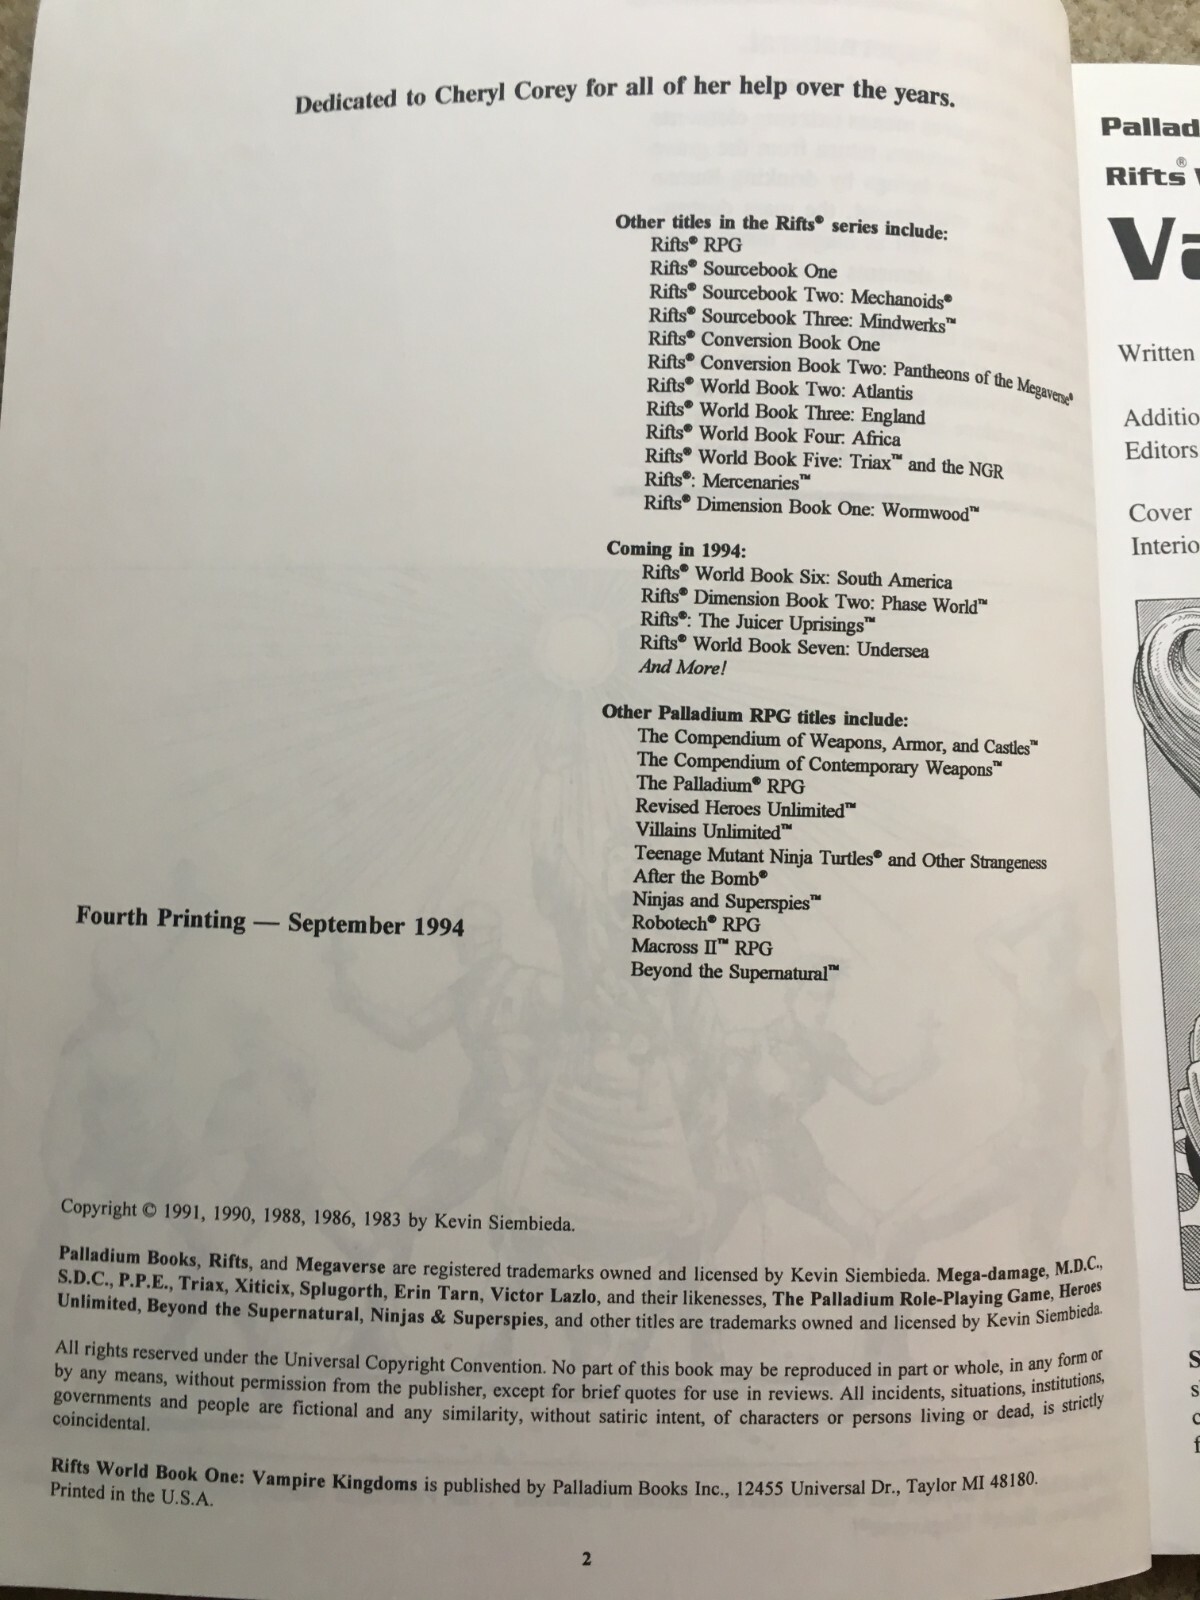 Dedicated to Cheryl Corey for all of her help over the years.
Other titles in the Rifts® series include:
Rifts® RPG
Rifts® Sourcebook One
Rifts® Sourcebook Two: Mechanoids®
Rifts® Sourcebook Three: Mindwerks™
Rifts® Conversion Book One
Rifts® Conversion Book Two: Pantheons of the Megaverse®
Rifts® World Book Two: Atlantis
Rifts® World Book Three: England
Rifts® World Book Four: Africa
Rifts® World Book Five: Triax™ and the NGR
Rifts®: Mercenaries™
Rifts® Dimension Book One: Wormwood™
Coming in 1994:
Rifts® World Book Six: South America
Rifts® Dimension Book Two: Phase World™
Rifts®: The Juicer Uprisings™
Rifts® World Book Seven: Undersea
And More!
Other Palladium RPG titles include:
The Compendium of Weapons, Armor, and Castles™
The Compendium of Contemporary Weapons™
The Palladium® RPG
Revised Heroes Unlimited™
Villains Unlimited™
Teenage Mutant Ninja Turtles® and Other Strangeness
After the Bomb®
Ninjas and Superspies™
Robotech® RPG
Macross II™ RPG
Beyond the Supernatural™
Fourth Printing — September 1994
Copyright © 1991, 1990, 1988, 1986, 1983 by Kevin Siembieda.
Palladium Books, Rifts, and Megaverse are registered trademarks owned and licensed by Kevin Siembieda. Mega-damage, M.D.C.,
S.D.C., P.P.E., Triax, Xiticix, Splugorth, Erin Tarn, Victor Lazlo, and their likenesses, The Palladium Role-Playing Game, Heroes
Unlimited, Beyond the Supernatural, Ninjas & Superspies, and other titles are trademarks owned and licensed by Kevin Siembieda.
All rights reserved under the Universal Copyright Convention. No part of this book may be reproduced in part or whole, in any form or
by any means, without permission from the publisher, except for brief quotes for use in reviews. All incidents, situations, institutions,
governments and people are fictional and any similarity, without satiric intent, of characters or persons living or dead, is strictly
coincidental.
Rifts World Book One: Vampire Kingdoms is published by Palladium Books Inc., 12455 Universal Dr., Taylor MI 48180.
Printed in the U.S.A.
2
Pallad
Rifts®
Va
Written
Additio
Editors
Cover
Interio